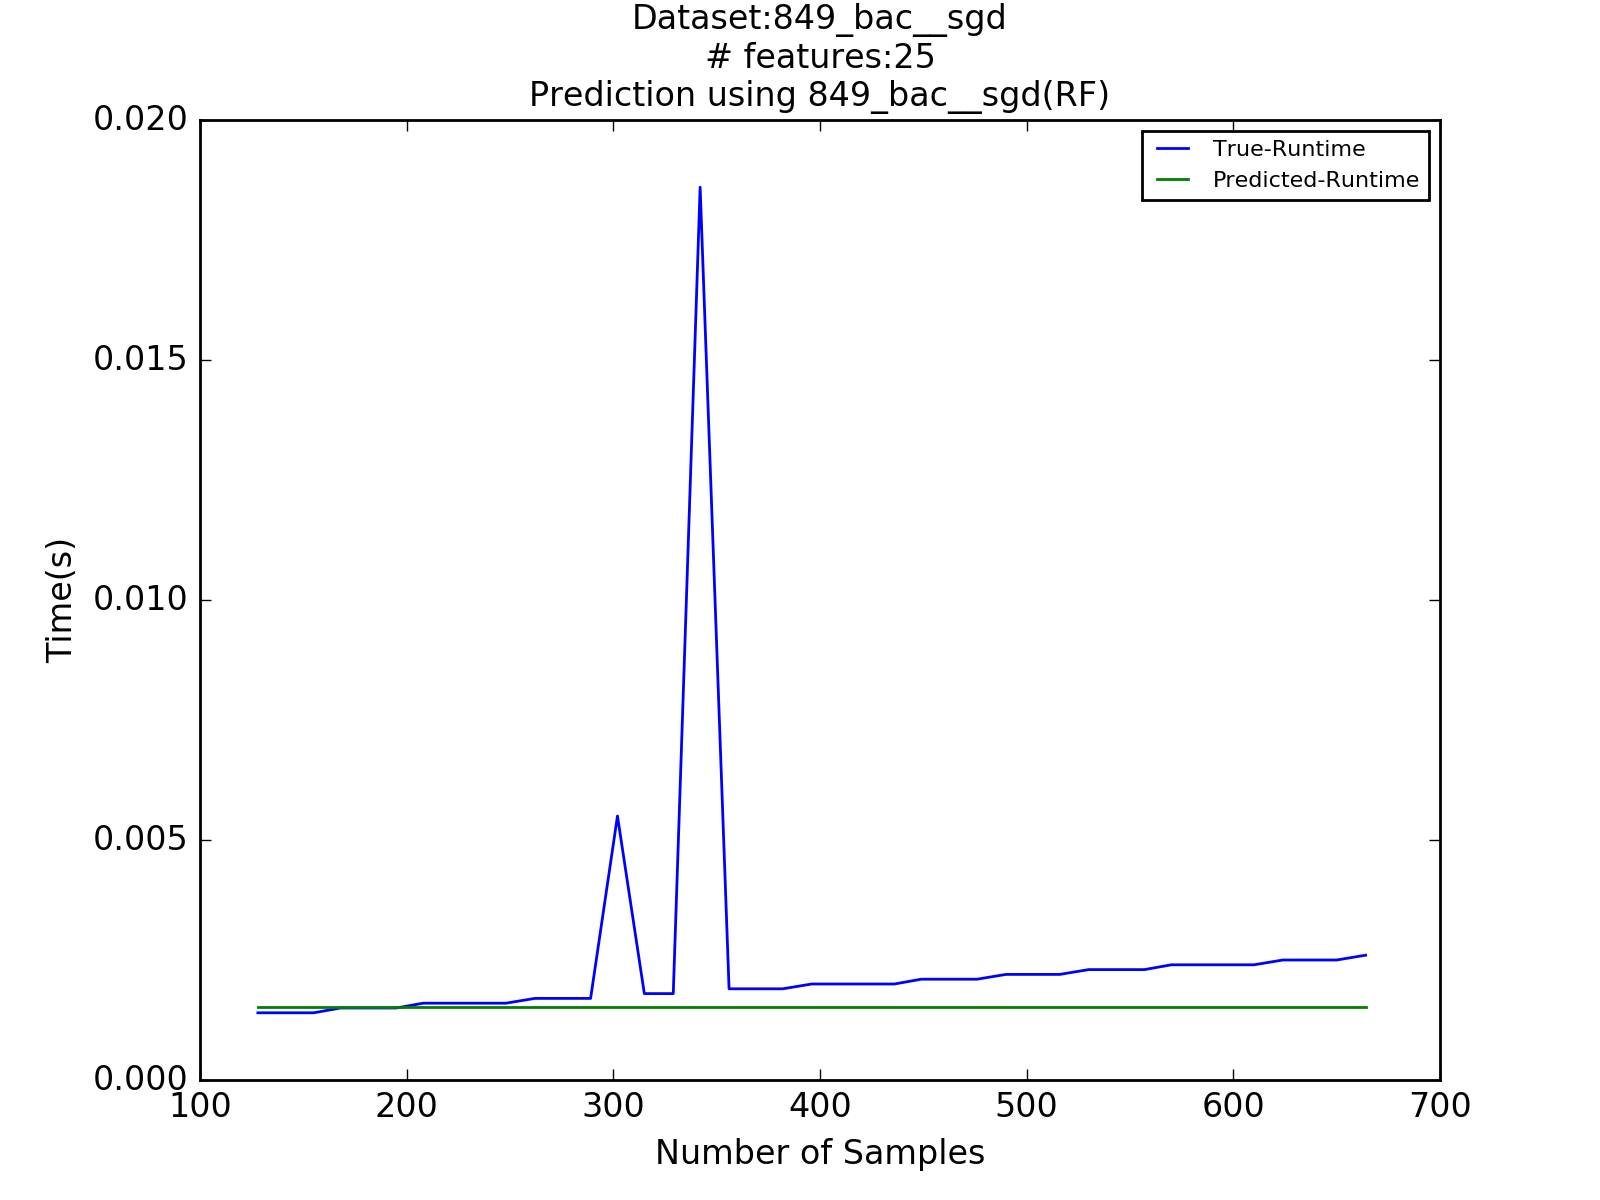 Dataset:849_bac__sgd
# features:25
Prediction using 849_bac__sgd(RF)
0.020
0.015
0.010
0.005
0.000
Time(s)
True-Runtime
Predicted-Runtime
100 200 300 400 500 600 700
Number of Samples